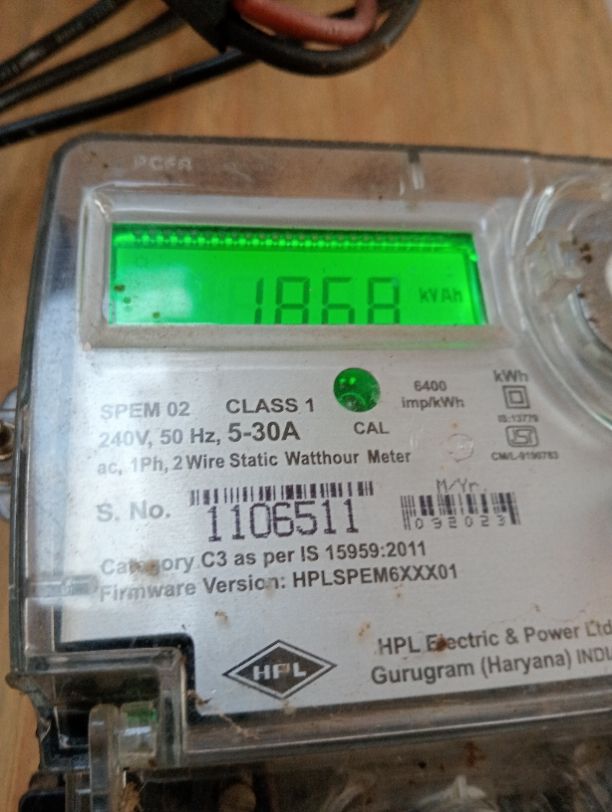 1868 kVAh
SPEM 02 CLASS 1
6400
imp/kWh
kWh
IS:13779
240V, 50 Hz, 5-30A
CAL
CM/L-9190783
ac, 1Ph, 2 Wire Static Watthour Meter
M/Yr.
S. No. 1106511
092023
Category C3 as per IS 15959:2011
Firmware Version: HPLSPEM6XXX01
HPL
HPL Electric & Power Ltd
Gurugram (Haryana) INDI